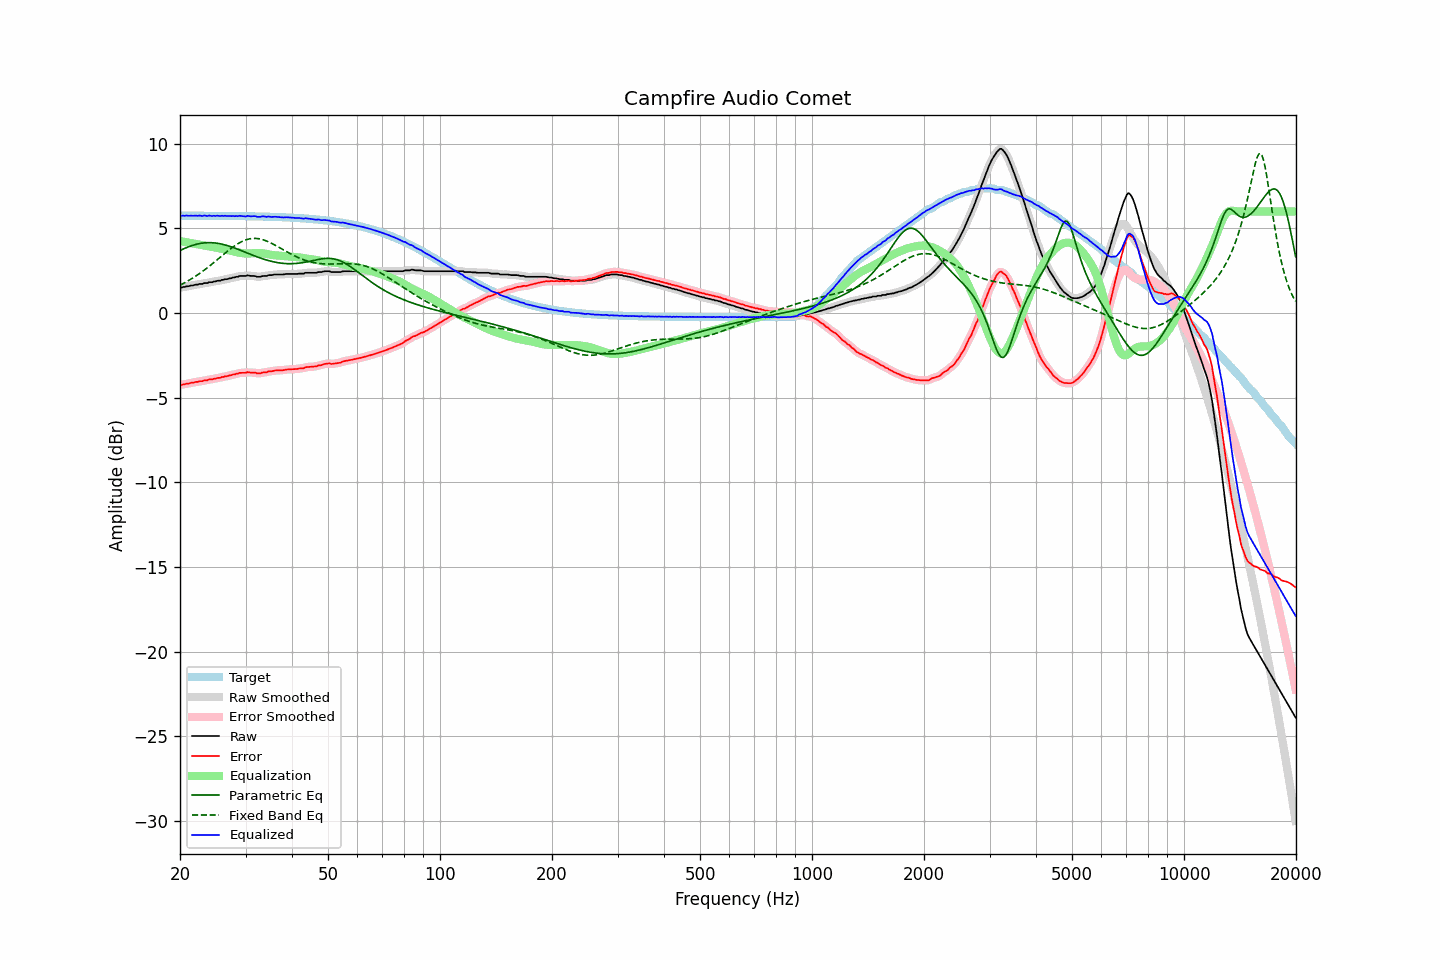 Campfire Audio Comet
10
5
0
−5
−10
−15
−20
−25
−30
Amplitude (dBr)
Target
Raw Smoothed
Error Smoothed
Raw
Error
Equalization
Parametric Eq
Fixed Band Eq
Equalized
20 50 100 200 500 1000 2000 5000 10000 20000
Frequency (Hz)